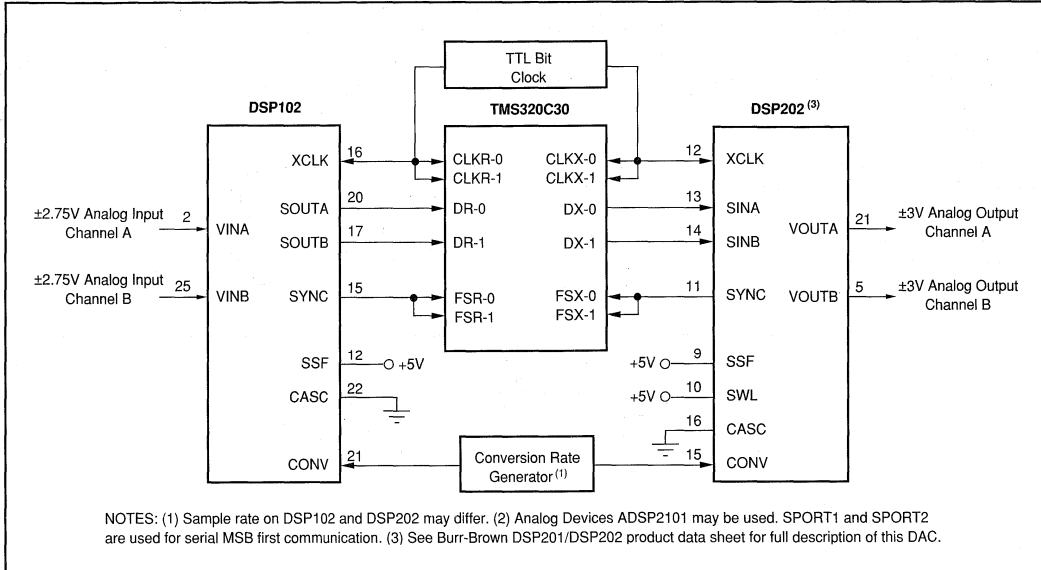 TTL Bit
Clock
DSP102
TMS320C30
DSP202 (3)
XCLK
16
CLKR-0
CLKX-0
12
XCLK
CLKR-1
CLKX-1
±2.75V Analog Input
Channel A
2
VINA
SOUTA
20
DR-0
DX-0
13
SINA
SOUTB
17
DR-1
DX-1
14
SINB
VOUTA
21
±3V Analog Output
Channel A
±2.75V Analog Input
Channel B
25
VINB
SYNC
15
FSR-0
FSX-0
11
SYNC
VOUTB
5
±3V Analog Output
Channel B
FSR-1
FSX-1
SSF
12
+5V
+5V
9
SSF
CASC
22
+5V
10
SWL
16
CASC
CONV
21
Conversion Rate
Generator (1)
15
CONV
NOTES: (1) Sample rate on DSP102 and DSP202 may differ. (2) Analog Devices ADSP2101 may be used. SPORT1 and SPORT2
are used for serial MSB first communication. (3) See Burr-Brown DSP201/DSP202 product data sheet for full description of this DAC.